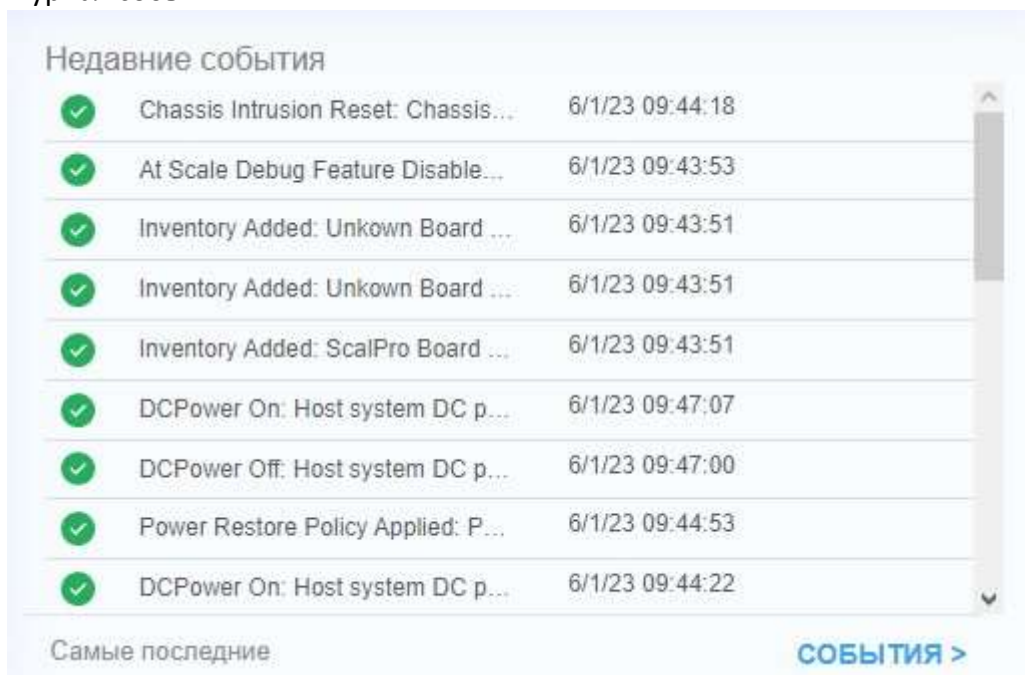 Недавние события
Chassis Intrusion Reset: Chassis... 6/1/23 09:44:18
At Scale Debug Feature Disable... 6/1/23 09:43:53
Inventory Added: Unkown Board ... 6/1/23 09:43:51
Inventory Added: Unkown Board ... 6/1/23 09:43:51
Inventory Added: ScalPro Board ... 6/1/23 09:43:51
DCPower On: Host system DC p... 6/1/23 09:47:07
DCPower Off: Host system DC p... 6/1/23 09:47:00
Power Restore Policy Applied: P... 6/1/23 09:44:53
DCPower On: Host system DC p... 6/1/23 09:44:22
Самые последние СОБЫТИЯ >